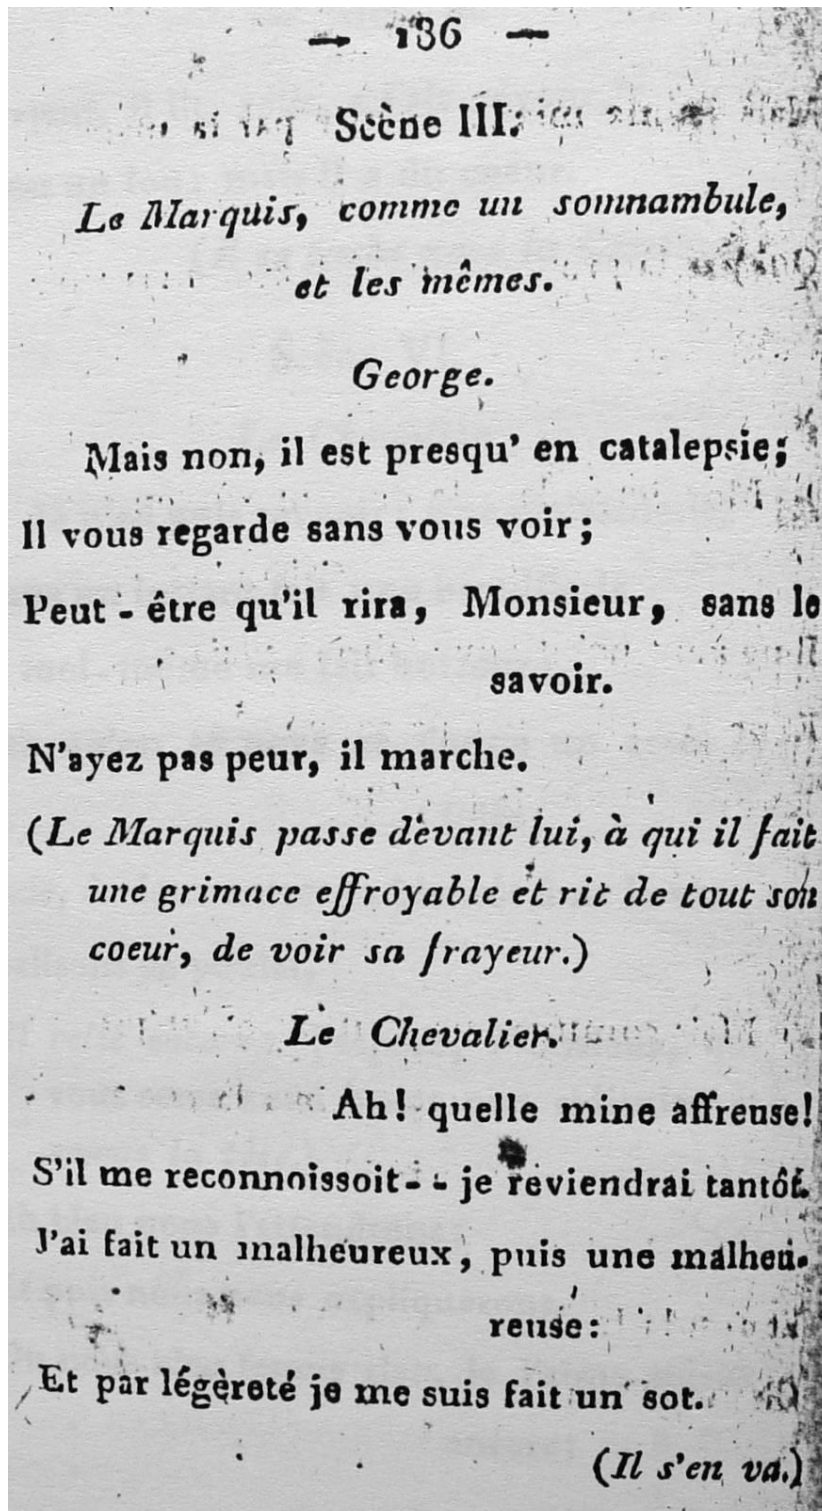 — 136 —
Scène III.
Le Marquis, comme un somnambule,
et les mêmes.
George.
Mais non, il est presqu' en catalepsie;
Il vous regarde sans vous voir;
Peut-être qu'il rira, Monsieur, sans le
savoir.
N'ayez pas peur, il marche.
(Le Marquis passe devant lui, à qui il fait
une grimace effroyable et rit de tout son
coeur, de voir sa frayeur.)
Le Chevalier.
Ah! quelle mine affreuse!
S'il me reconnoissoit - - je reviendrai tantôt.
J'ai fait un malheureux, puis une malheu-
reuse:
Et par légèreté je me suis fait un sot.
(Il s'en va.)